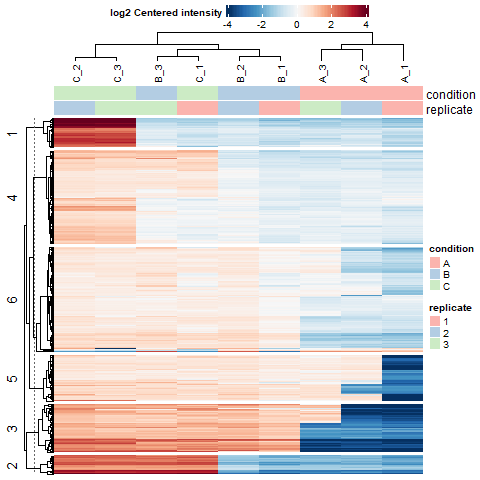 log2 Centered intensity
-4 -2 0 2 4
C_2 C_3 B_3 C_1 B_2 B_1 A_3 A_2 A_1
condition
replicate
1
4
6
5
3
2
condition
A
B
C
replicate
1
2
3